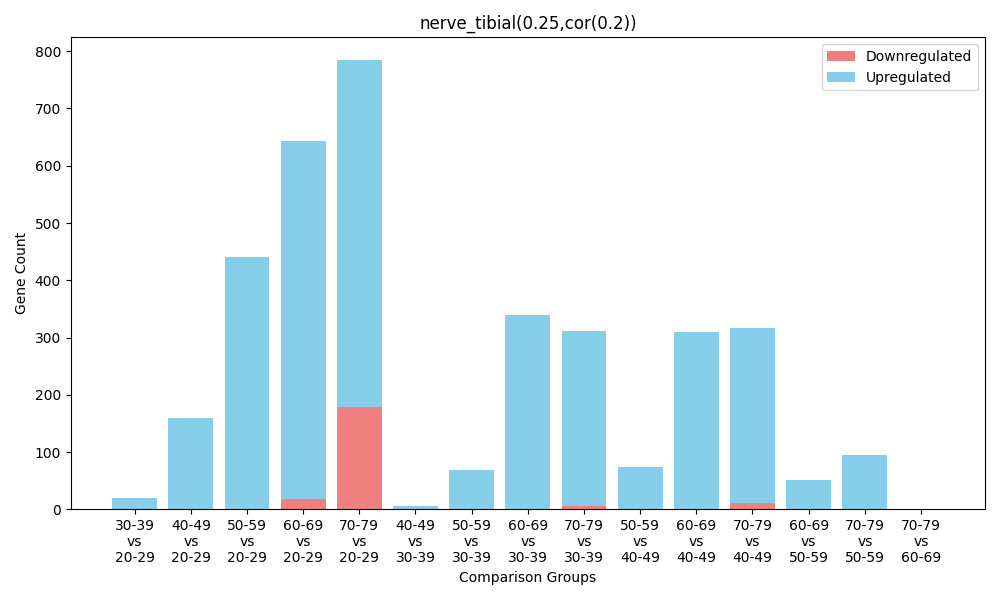 nerve_tibial(0.25,cor(0.2))
Downregulated
Upregulated
Gene Count
800
700
600
500
400
300
200
100
0
30-39
vs
20-29
40-49
vs
20-29
50-59
vs
20-29
60-69
vs
20-29
70-79
vs
20-29
40-49
vs
30-39
50-59
vs
30-39
60-69
vs
30-39
70-79
vs
30-39
50-59
vs
40-49
60-69
vs
40-49
70-79
vs
40-49
60-69
vs
50-59
70-79
vs
50-59
70-79
vs
60-69
Comparison Groups